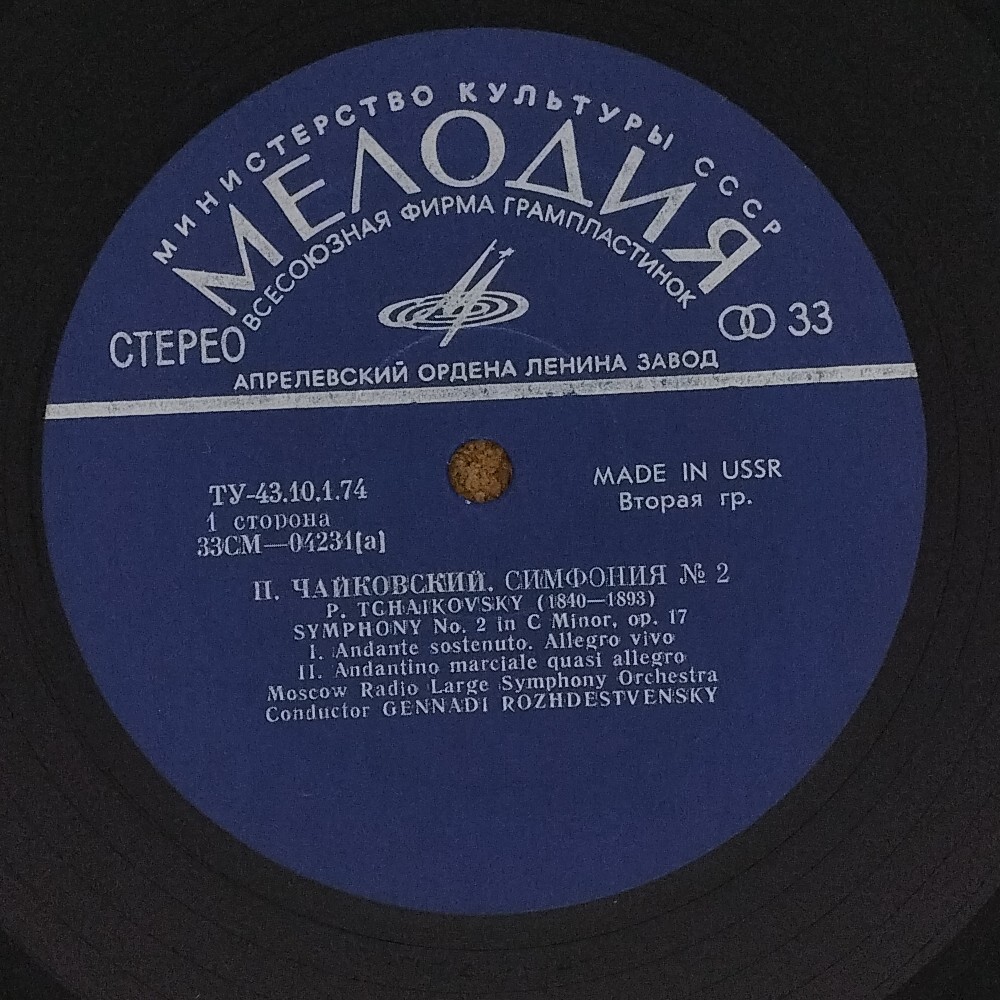 МИНИСТЕРСТВО КУЛЬТУРЫ СССР
МЕЛОДИЯ
ВСЕСОЮЗНАЯ ФИРМА ГРАМПЛАСТИНОК
СТЕРЕО
33
АПРЕЛЕВСКИЙ ОРДЕНА ЛЕНИНА ЗАВОД
ТУ-43.10.1.74
MADE IN USSR
1 сторона
Вторая гр.
33СМ—04231(а)
П. ЧАЙКОВСКИЙ. СИМФОНИЯ № 2
P. TCHAIKOVSKY (1840—1893)
SYMPHONY No. 2 in C Minor, op. 17
I. Andante sostenuto. Allegro vivo
II. Andantino marciale quasi allegro
Moscow Radio Large Symphony Orchestra
Conductor GENNADI ROZHDESTVENSKY